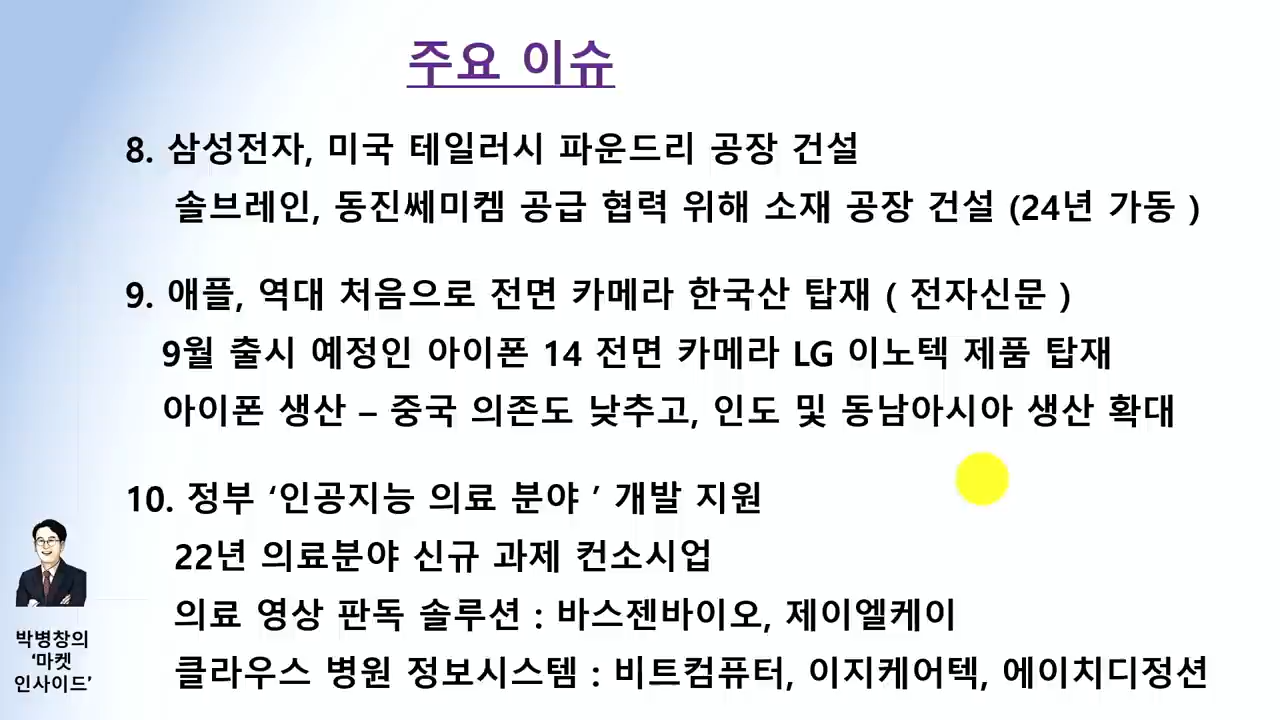 주요 이슈
8. 삼성전자, 미국 테일러시 파운드리 공장 건설
솔브레인, 동진쎄미켐 공급 협력 위해 소재 공장 건설 (24년 가동 )
9. 애플, 역대 처음으로 전면 카메라 한국산 탑재 ( 전자신문 )
9월 출시 예정인 아이폰 14 전면 카메라 LG 이노텍 제품 탑재
아이폰 생산 – 중국 의존도 낮추고, 인도 및 동남아시아 생산 확대
10. 정부 ‘인공지능 의료 분야 ’ 개발 지원
22년 의료분야 신규 과제 컨소시업
의료 영상 판독 솔루션 : 바스젠바이오, 제이엘케이
클라우스 병원 정보시스템 : 비트컴퓨터, 이지케어텍, 에이치디정션
박병창의
‘마켓
인사이드’